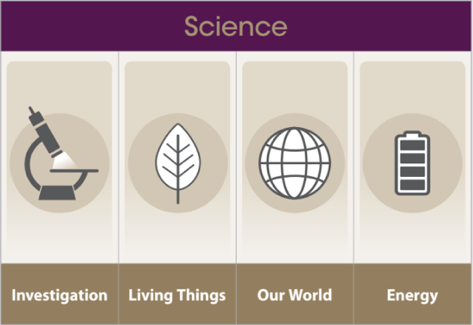 Science
Investigation
Living Things
Our World
Energy